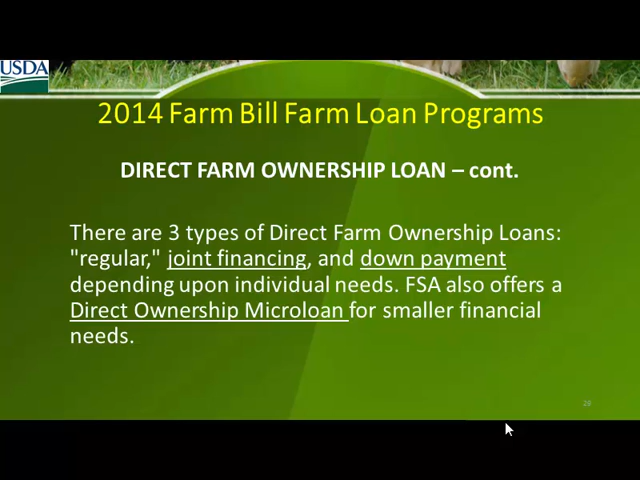 USDA
2014 Farm Bill Farm Loan Programs
DIRECT FARM OWNERSHIP LOAN – cont.
There are 3 types of Direct Farm Ownership Loans:
"regular," joint financing, and down payment
depending upon individual needs. FSA also offers a
Direct Ownership Microloan for smaller financial
needs.
29